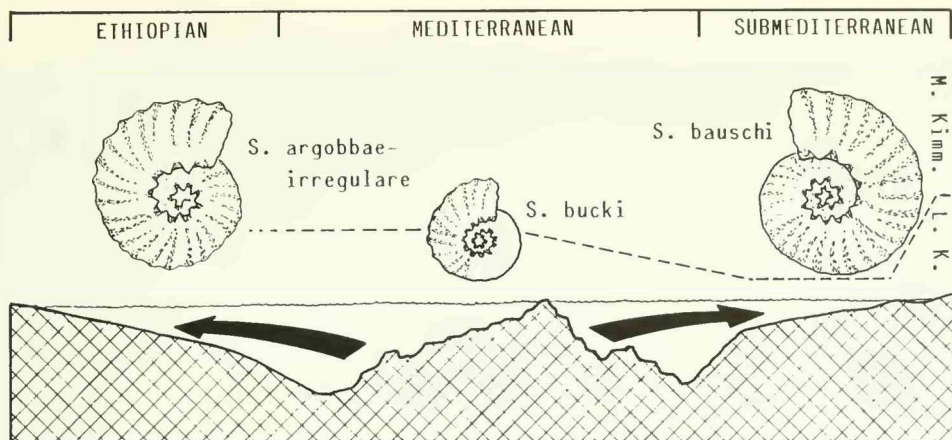 ETHIOPIAN
MEDITERRANEAN
SUBMEDITERRANEAN
S. argobbae-
irregulare
S. bucki
S. bauschi
M. Kimm.
L. K.